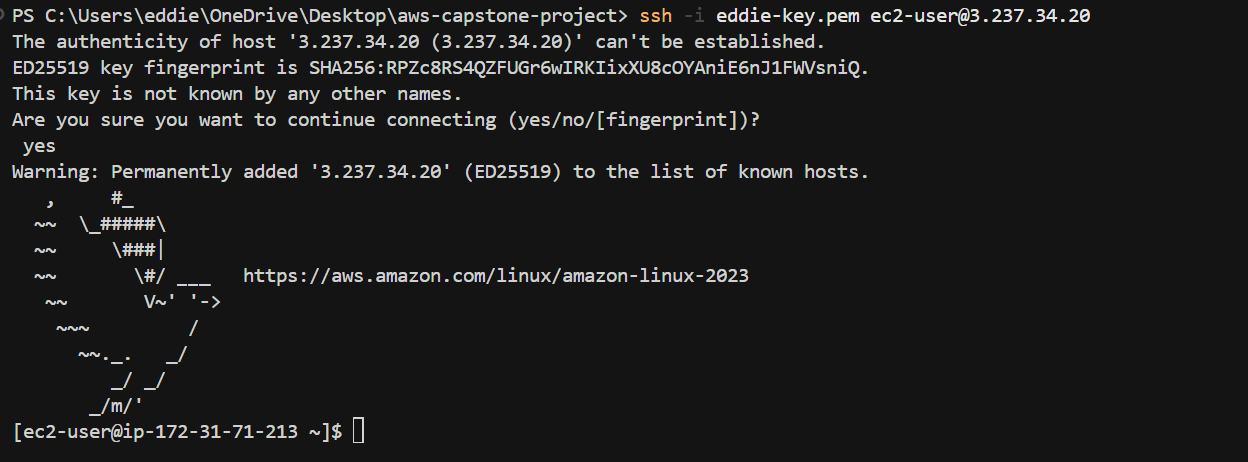 PS C:\Users\eddie\OneDrive\Desktop\aws-capstone-project> ssh -i eddie-key.pem ec2-user@3.237.34.20
The authenticity of host '3.237.34.20 (3.237.34.20)' can't be established.
ED25519 key fingerprint is SHA256:RPZc8RS4QZFUGr6wIRKIixXU8cOYAniE6nJ1FWVsniQ.
This key is not known by any other names.
Are you sure you want to continue connecting (yes/no/[fingerprint])?
 yes
Warning: Permanently added '3.237.34.20' (ED25519) to the list of known hosts.
   ,     #_
  ~~  \_#####\
  ~~     \###|
  ~~       \#/ ___   https://aws.amazon.com/linux/amazon-linux-2023
   ~~       V~' '->
    ~~~         /
      ~~._.   _/
         _/ _/
       _/m/'
[ec2-user@ip-172-31-71-213 ~]$